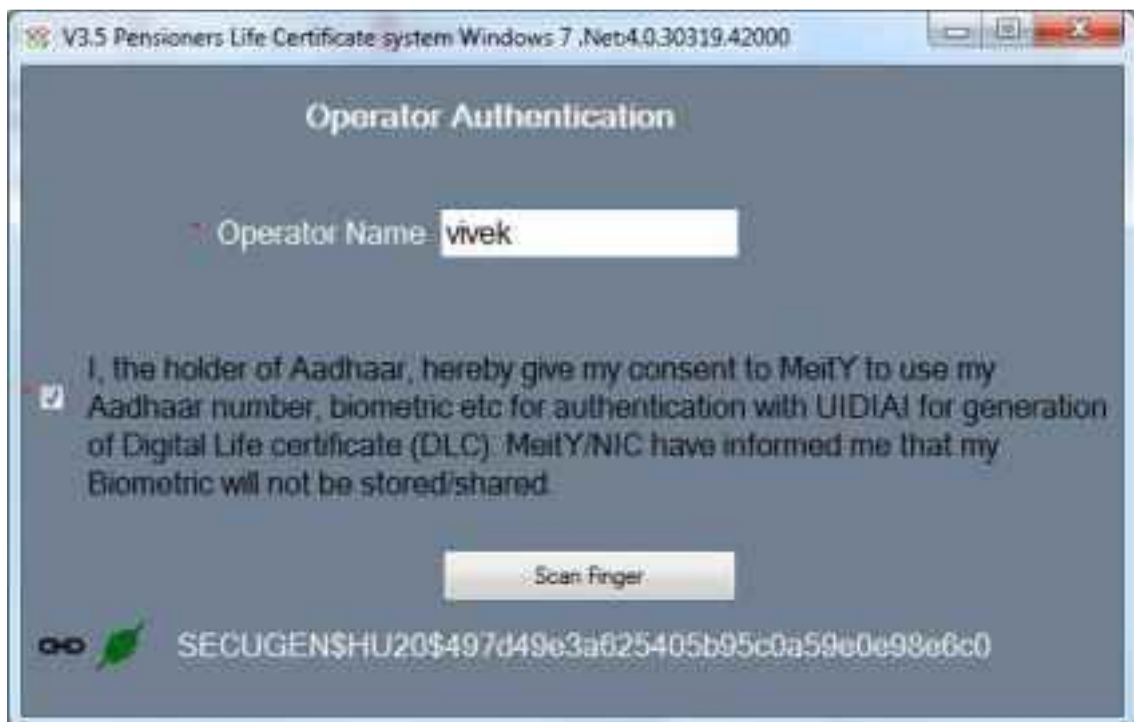 V3.5 Pensioners Life Certificate system Windows 7 .Net:4.0.30319.42000
Operator Authentication
* Operator Name vivek
* I, the holder of Aadhaar, hereby give my consent to MeitY to use my
Aadhaar number, biometric etc for authentication with UIDIAI for generation
of Digital Life certificate (DLC). MeitY/NIC have informed me that my
Biometric will not be stored/shared.
Scan Finger
SECUGEN$HU20$497d49e3a625405b95c0a59e0e98e6c0